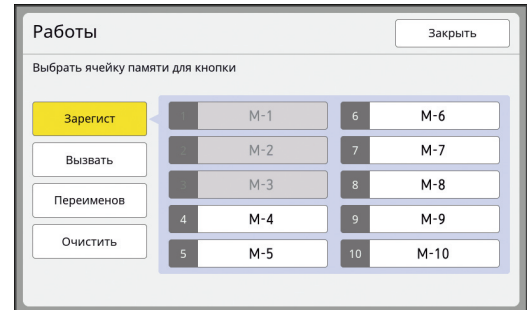 Работы
Закрыть
Выбрать ячейку памяти для кнопки
Зарегист
Вызвать
Переименов
Очистить
1 M-1
2 M-2
3 M-3
4 M-4
5 M-5
6 M-6
7 M-7
8 M-8
9 M-9
10 M-10